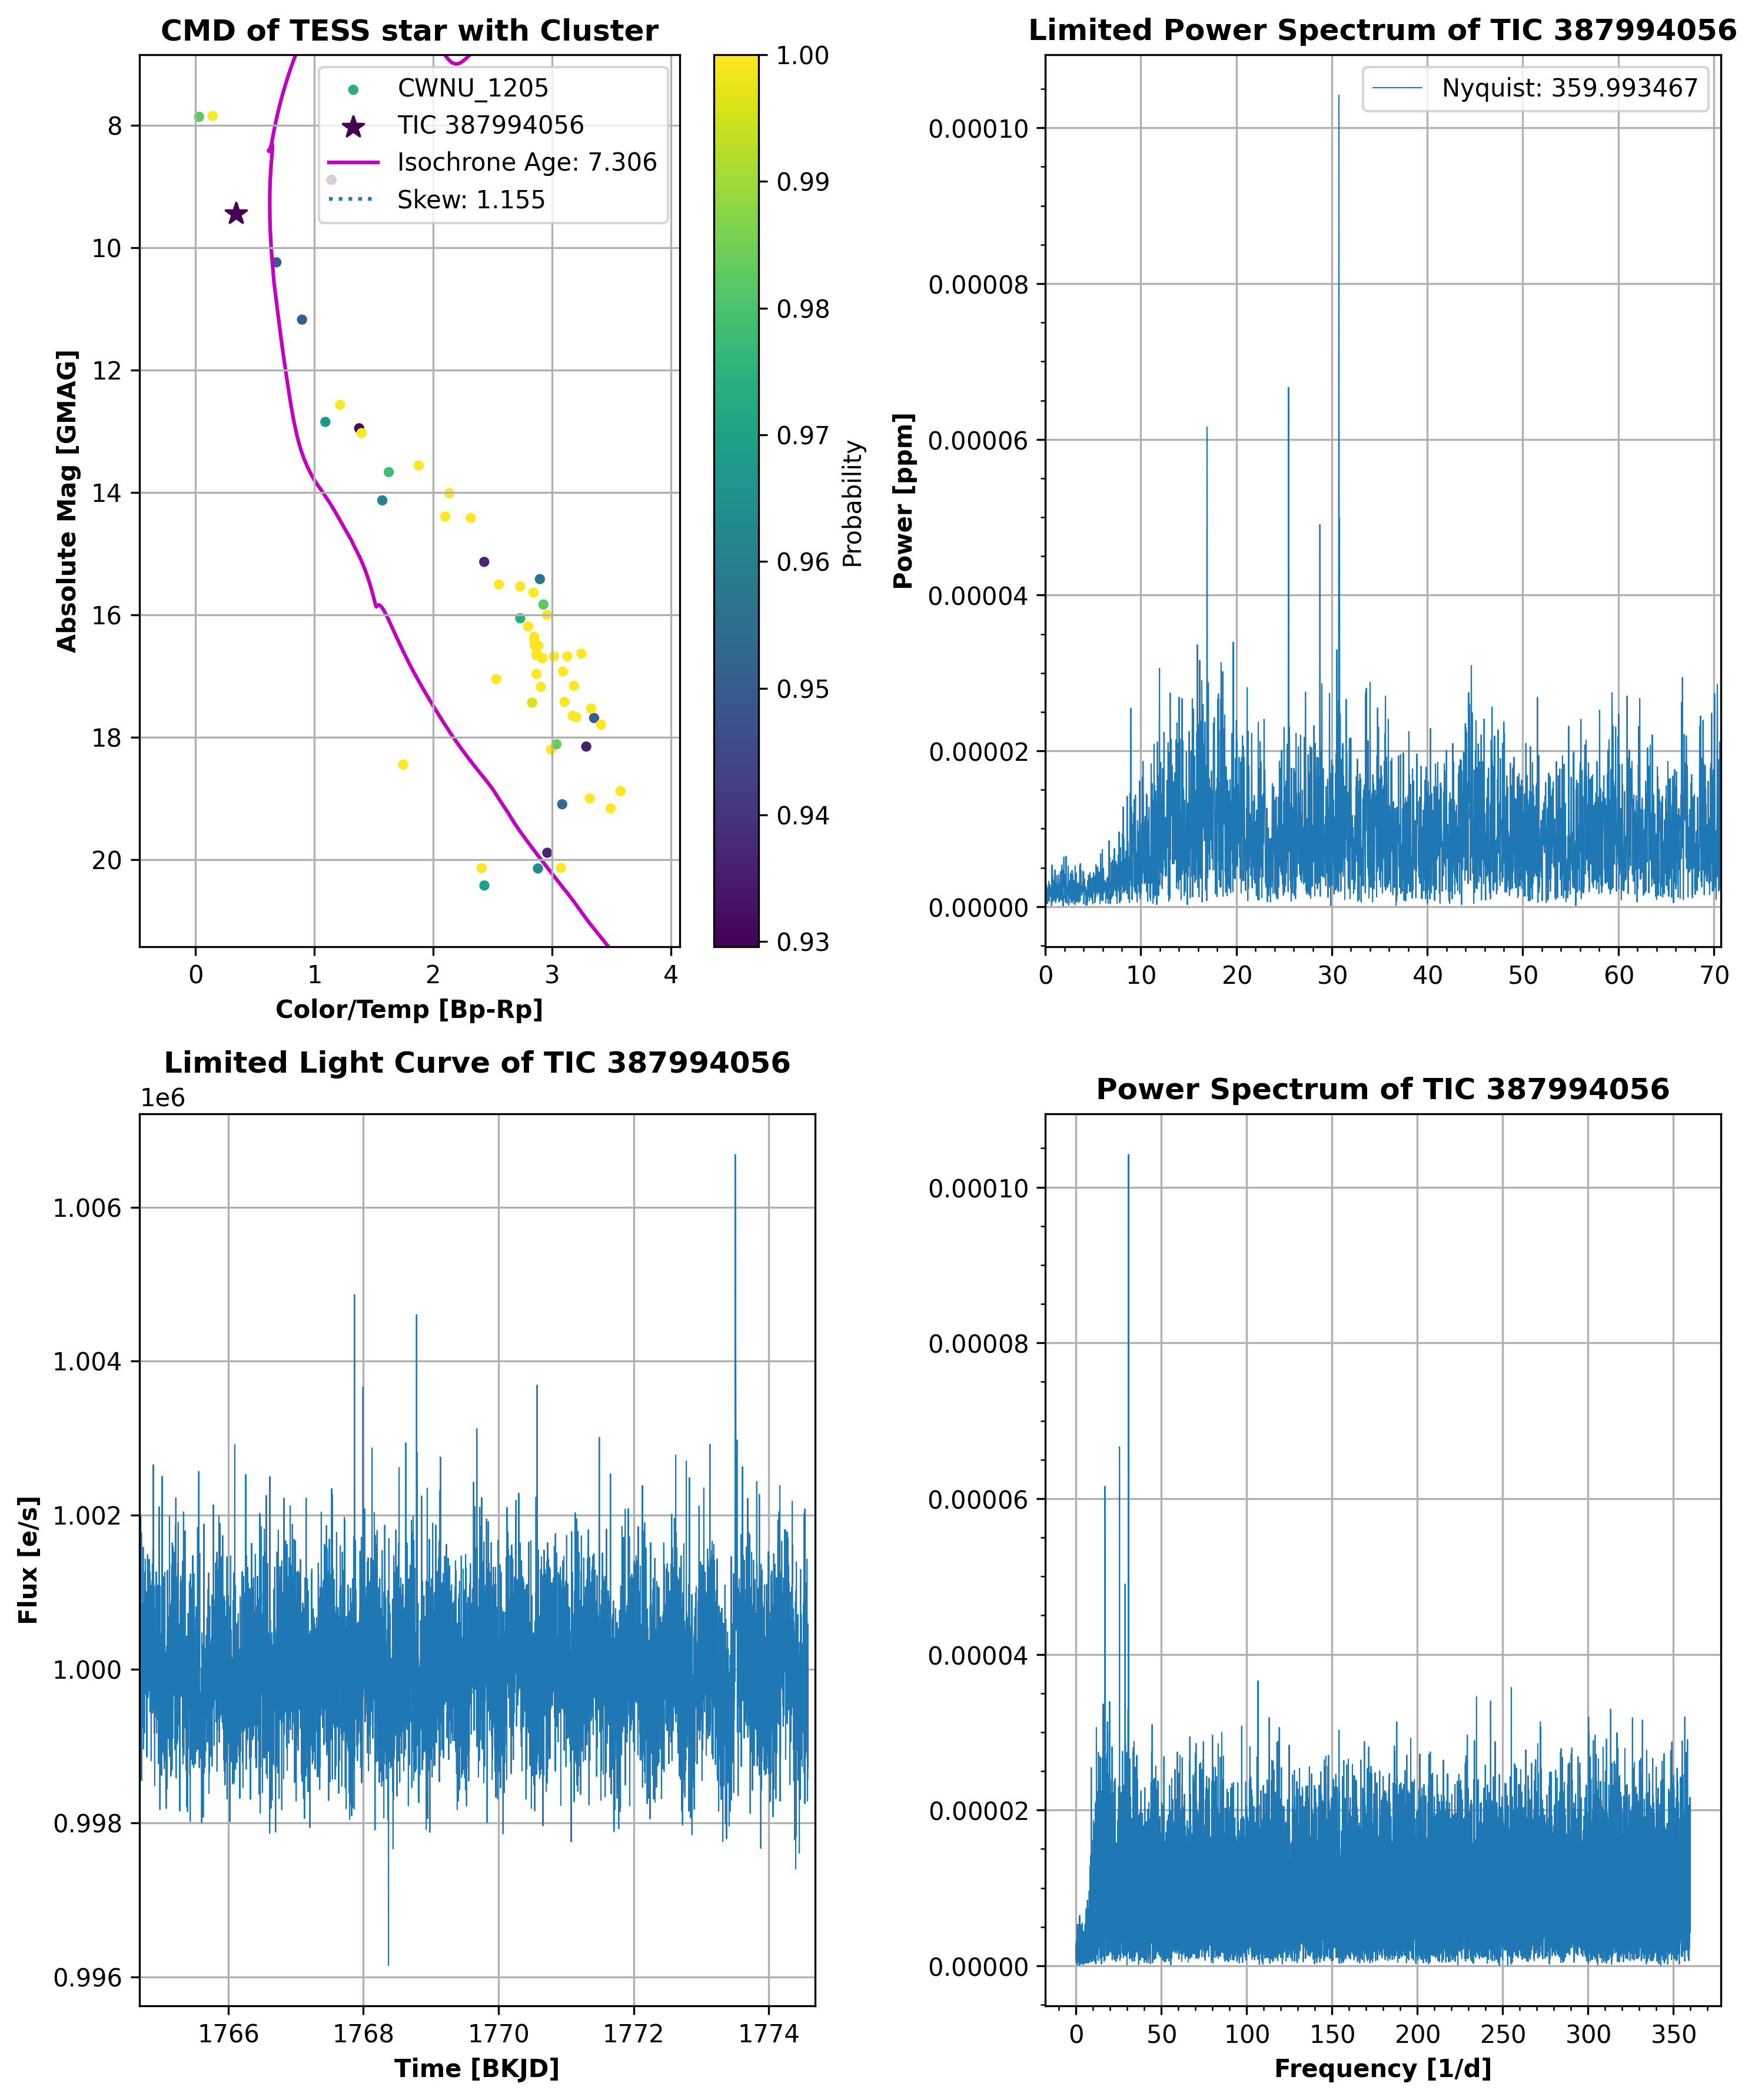 CMD of TESS star with Cluster
CWNU_1205
TIC 387994056
Isochrone Age: 7.306
Skew: 1.155
8
10
12
14
16
18
20
Absolute Mag [GMAG]
0 1 2 3 4
Color/Temp [Bp-Rp]
1.00
0.99
0.98
0.97
0.96
0.95
0.94
0.93
Probability
Limited Power Spectrum of TIC 387994056
Nyquist: 359.993467
0.00010
0.00008
0.00006
0.00004
0.00002
0.00000
Power [ppm]
0 10 20 30 40 50 60 70
Limited Light Curve of TIC 387994056
1e6
1.006
1.004
1.002
1.000
0.998
0.996
Flux [e/s]
1766 1768 1770 1772 1774
Time [BKJD]
Power Spectrum of TIC 387994056
0.00010
0.00008
0.00006
0.00004
0.00002
0.00000
0 50 100 150 200 250 300 350
Frequency [1/d]